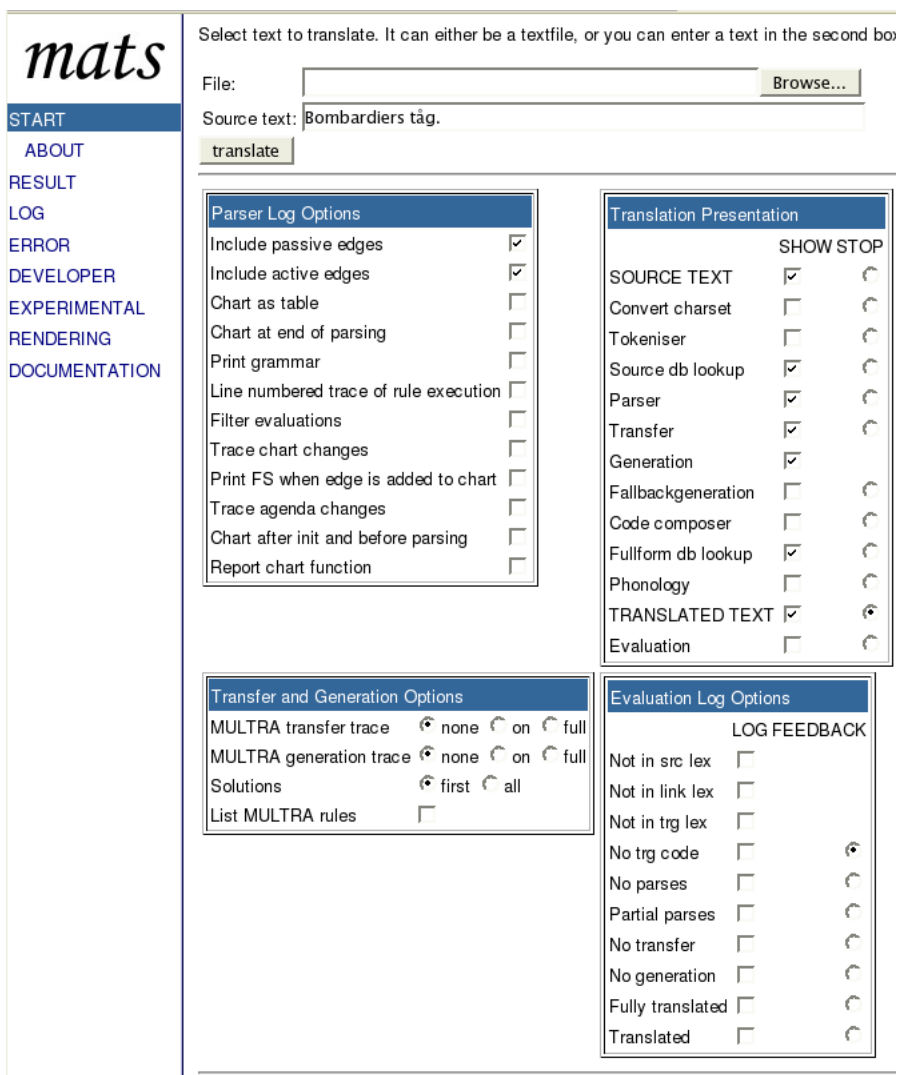 mats
START
ABOUT
RESULT
LOG
ERROR
DEVELOPER
EXPERIMENTAL
RENDERING
DOCUMENTATION
Select text to translate. It can either be a textfile, or you can enter a text in the second box
File: Browse...
Source text: Bombardiers tåg.
translate
Parser Log Options
Include passive edges
Include active edges
Chart as table
Chart at end of parsing
Print grammar
Line numbered trace of rule execution
Filter evaluations
Trace chart changes
Print FS when edge is added to chart
Trace agenda changes
Chart after init and before parsing
Report chart function
Translation Presentation
SHOW STOP
SOURCE TEXT
Convert charset
Tokeniser
Source db lookup
Parser
Transfer
Generation
Fallbackgeneration
Code composer
Fullform db lookup
Phonology
TRANSLATED TEXT
Evaluation
Transfer and Generation Options
MULTRA transfer trace none on full
MULTRA generation trace none on full
Solutions first all
List MULTRA rules
Evaluation Log Options
LOG FEEDBACK
Not in src lex
Not in link lex
Not in trg lex
No trg code
No parses
Partial parses
No transfer
No generation
Fully translated
Translated